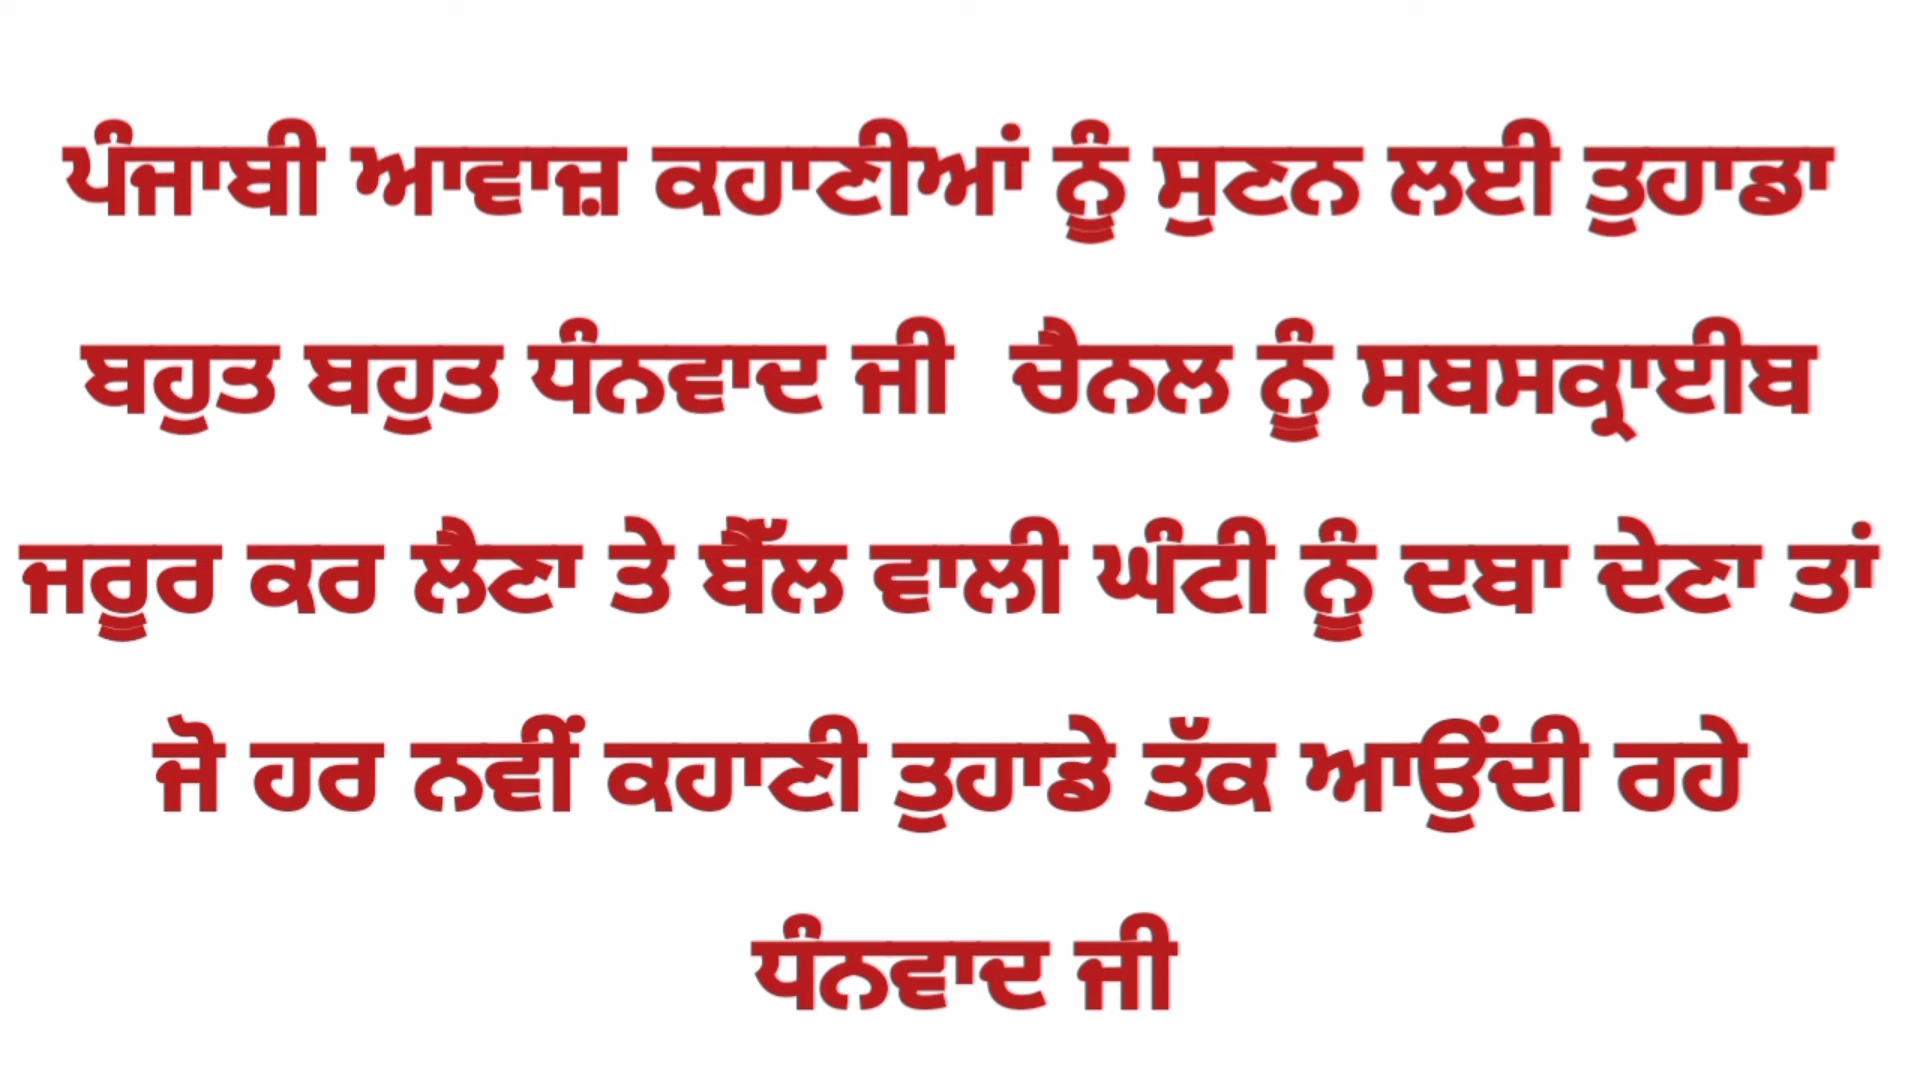 ਪੰਜਾਬੀ ਆਵਾਜ਼ ਕਹਾਣੀਆਂ ਨੂੰ ਸੁਣਨ ਲਈ ਤੁਹਾਡਾ
ਬਹੁਤ ਬਹੁਤ ਧੰਨਵਾਦ ਜੀ  ਚੈਨਲ ਨੂੰ ਸਬਸਕ੍ਰਾਈਬ
ਜਰੂਰ ਕਰ ਲੈਣਾ ਤੇ ਬੈੱਲ ਵਾਲੀ ਘੰਟੀ ਨੂੰ ਦਬਾ ਦੇਣਾ ਤਾਂ
ਜੋ ਹਰ ਨਵੀਂ ਕਹਾਣੀ ਤੁਹਾਡੇ ਤੱਕ ਆਉਂਦੀ ਰਹੇ
ਧੰਨਵਾਦ ਜੀ